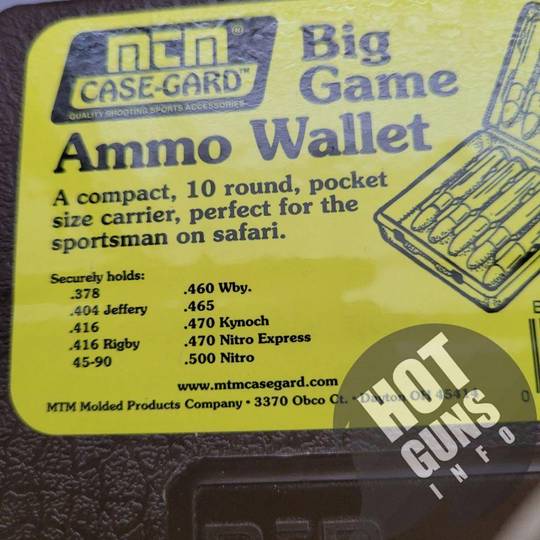 MTM®
CASE-GARD™
QUALITY SHOOTING SPORTS ACCESSORIES
Big
Game
Ammo Wallet
A compact, 10 round, pocket
size carrier, perfect for the
sportsman on safari.
Securely holds:
.378
.404 Jeffery
.416
.416 Rigby
45-90
.460 Wby.
.465
.470 Kynoch
.470 Nitro Express
.500 Nitro
www.mtmcasegard.com
MTM Molded Products Company • 3370 Obco Ct. • Dayton OH 45414
0
HOT
GUNS
INFO